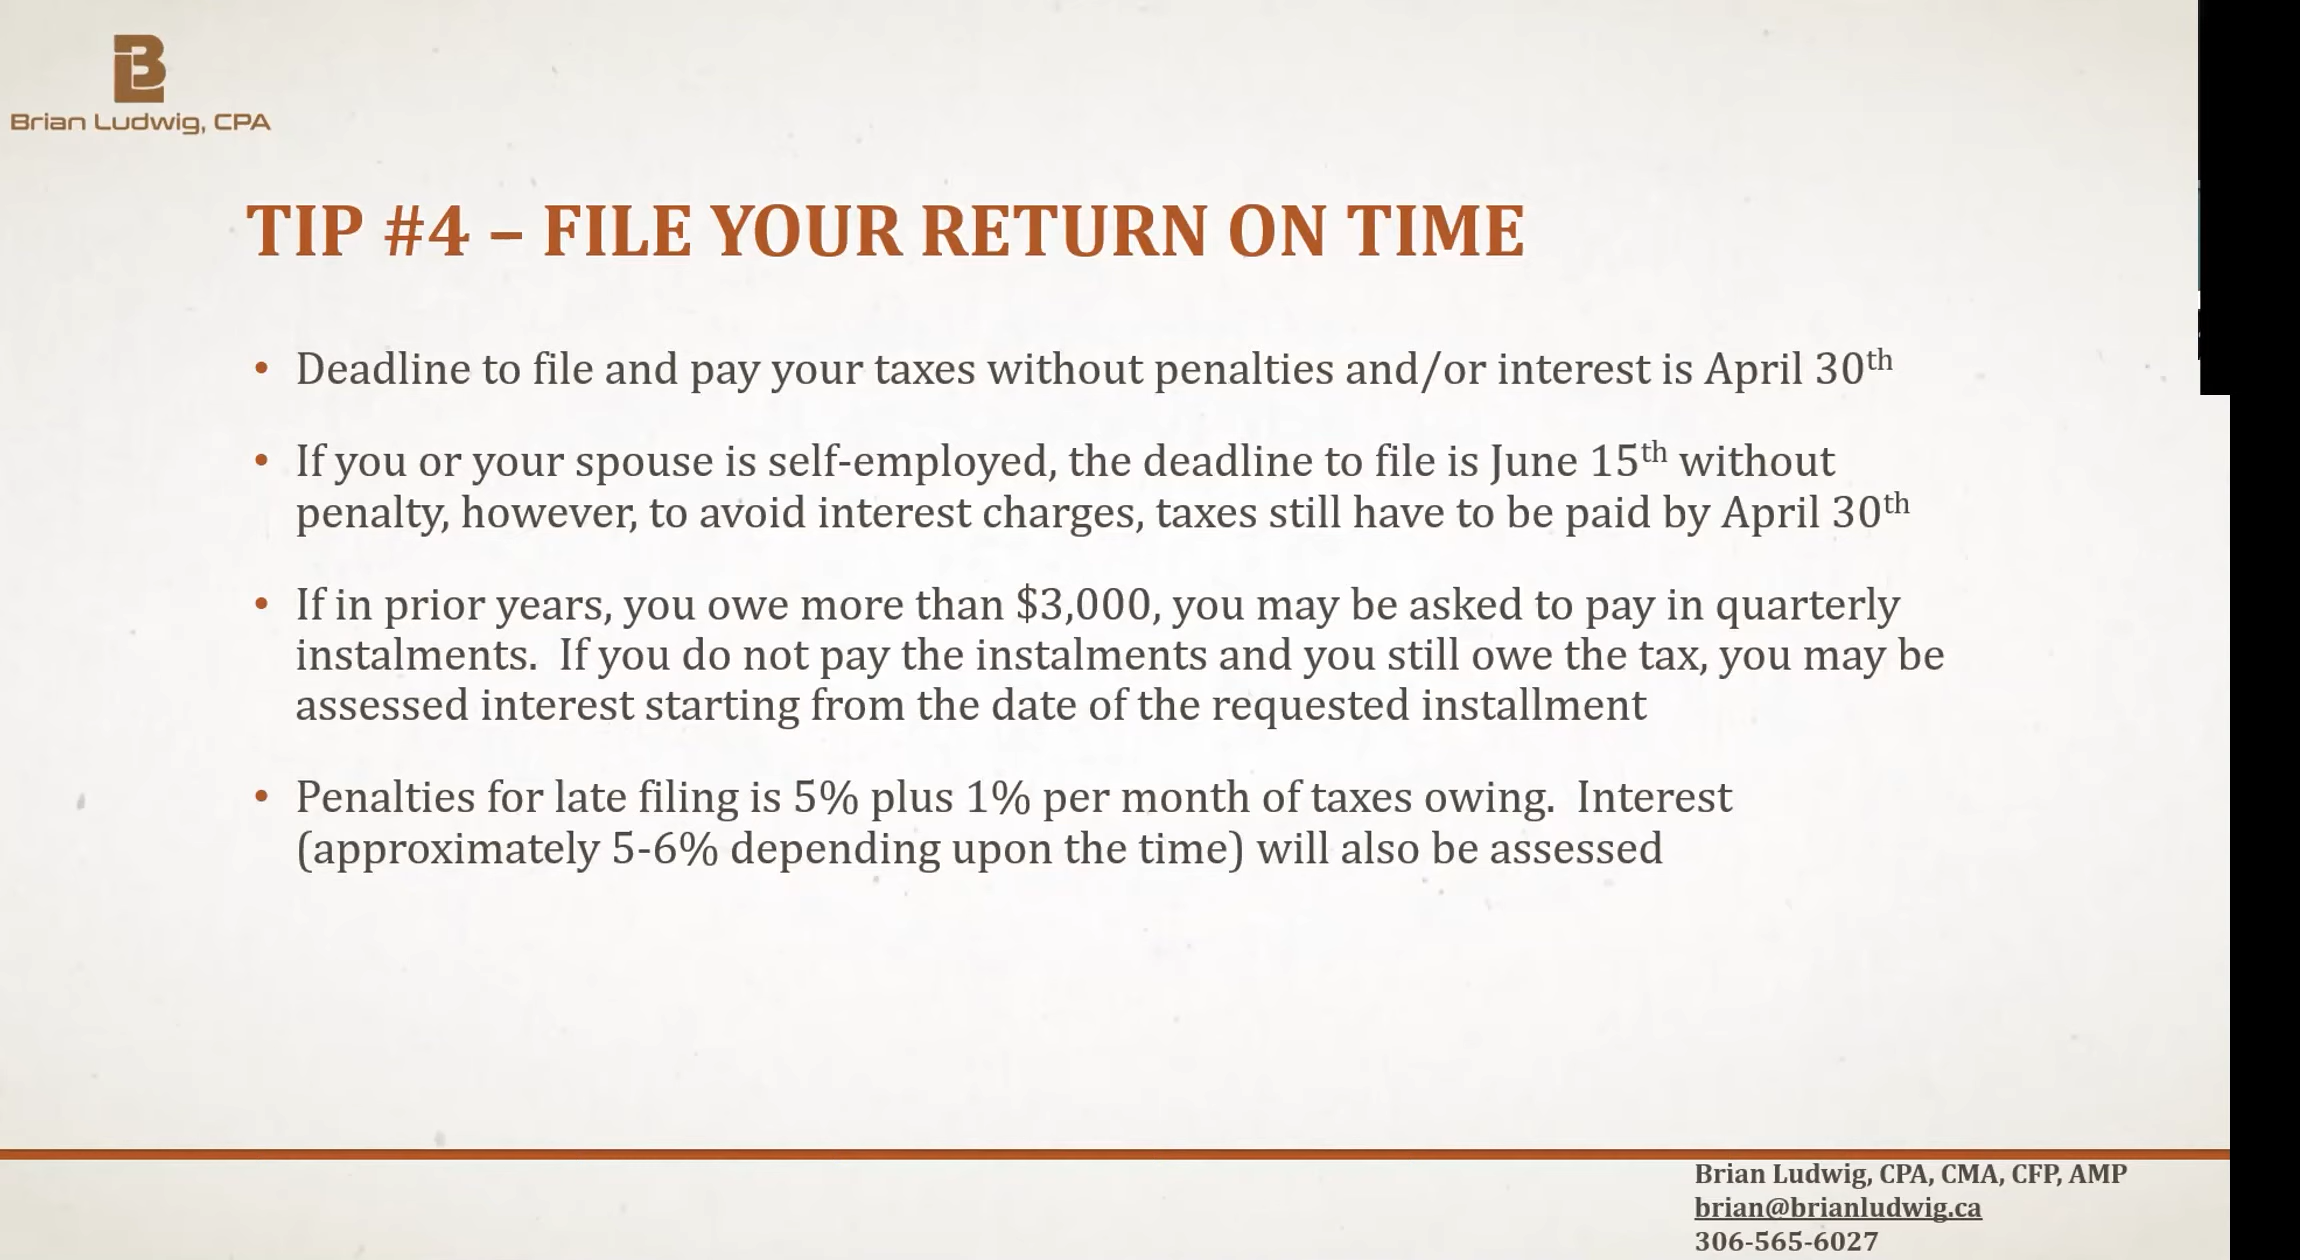 Brian Ludwig, CPA
TIP #4 – FILE YOUR RETURN ON TIME
• Deadline to file and pay your taxes without penalties and/or interest is April 30th
• If you or your spouse is self-employed, the deadline to file is June 15th without
penalty, however, to avoid interest charges, taxes still have to be paid by April 30th
• If in prior years, you owe more than $3,000, you may be asked to pay in quarterly
instalments.  If you do not pay the instalments and you still owe the tax, you may be
assessed interest starting from the date of the requested installment
• Penalties for late filing is 5% plus 1% per month of taxes owing.  Interest
(approximately 5-6% depending upon the time) will also be assessed
Brian Ludwig, CPA, CMA, CFP, AMP
brian@brianludwig.ca
306-565-6027